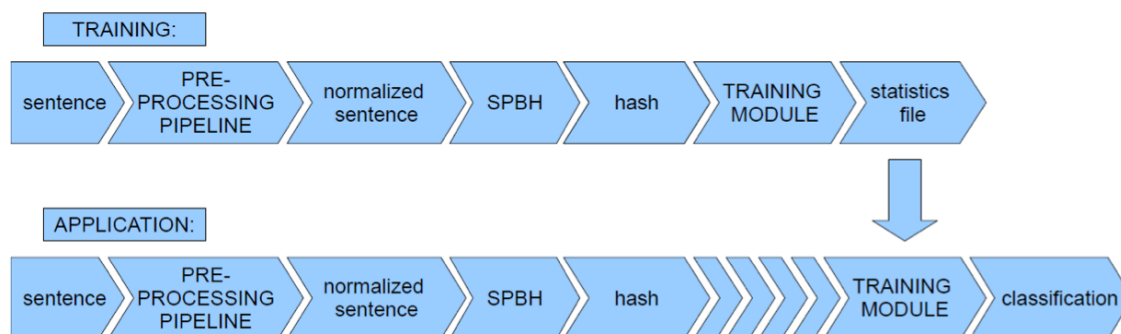 TRAINING:
sentence
PRE-
PROCESSING
PIPELINE
normalized
sentence
SPBH
hash
TRAINING
MODULE
statistics
file
APPLICATION:
sentence
PRE-
PROCESSING
PIPELINE
normalized
sentence
SPBH
hash
TRAINING
MODULE
classification